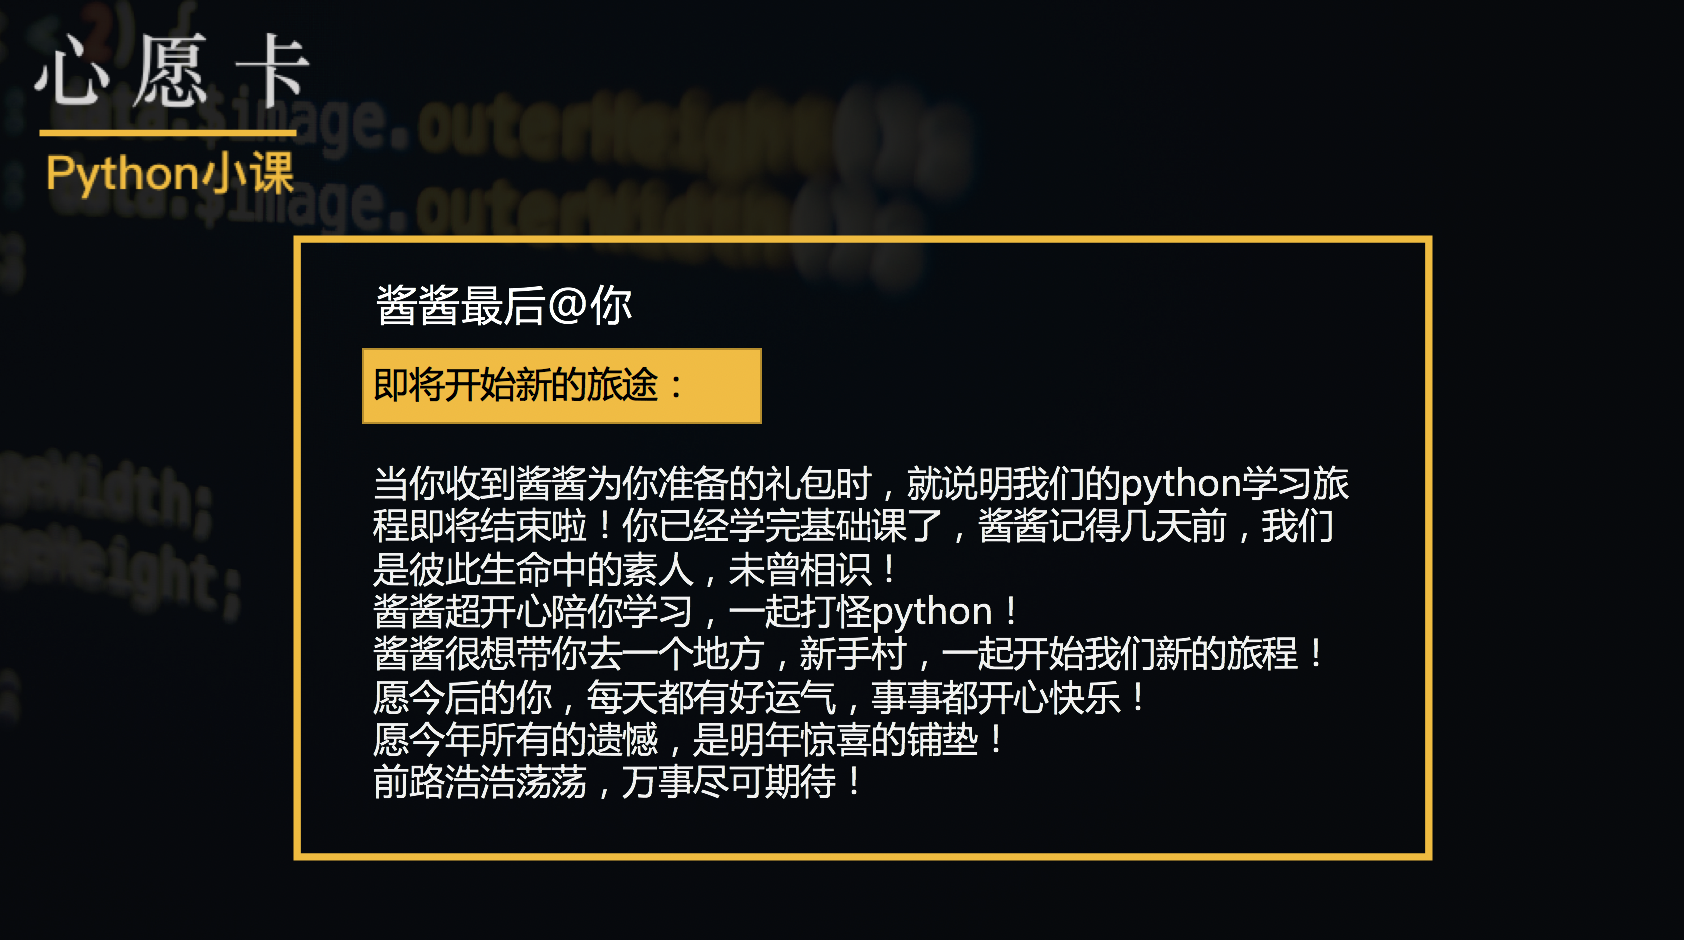 心愿卡
Python小课
酱酱最后@你
即将开始新的旅途：
当你收到酱酱为你准备的礼包时，就说明我们的python学习旅
程即将结束啦！你已经学完基础课了，酱酱记得几天前，我们
是彼此生命中的素人，未曾相识！
酱酱超开心陪你学习，一起打怪python！
酱酱很想带你去一个地方，新手村，一起开始我们新的旅程！
愿今后的你，每天都有好运气，事事都开心快乐！
愿今年所有的遗憾，是明年惊喜的铺垫！
前路浩浩荡荡，万事尽可期待！
$image.outerHeight
$image.outerWidth
geWidth;
geHeight;